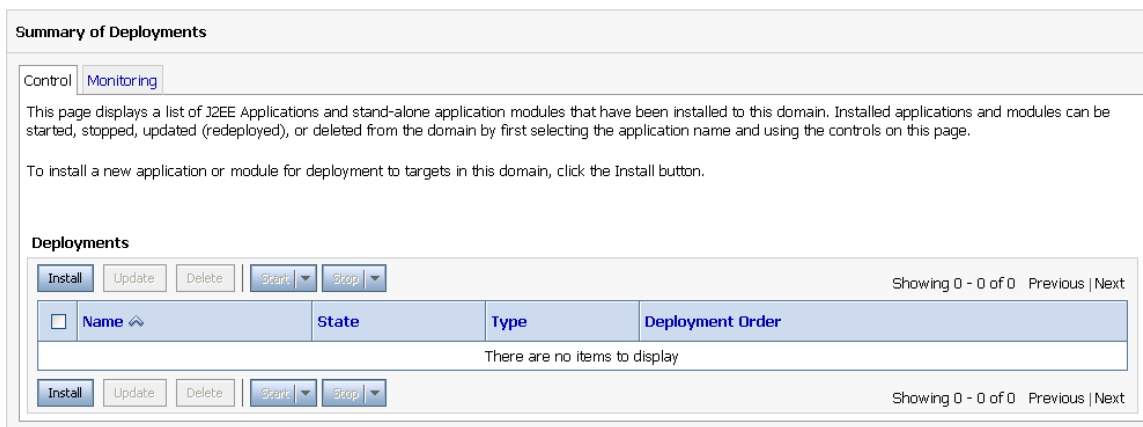 Summary of Deployments
Control Monitoring
This page displays a list of J2EE Applications and stand-alone application modules that have been installed to this domain. Installed applications and modules can be
started, stopped, updated (redeployed), or deleted from the domain by first selecting the application name and using the controls on this page.
To install a new application or module for deployment to targets in this domain, click the Install button.
Deployments
Install Update Delete Start Stop Showing 0 - 0 of 0 Previous | Next
Name State Type Deployment Order
There are no items to display
Install Update Delete Start Stop Showing 0 - 0 of 0 Previous | Next